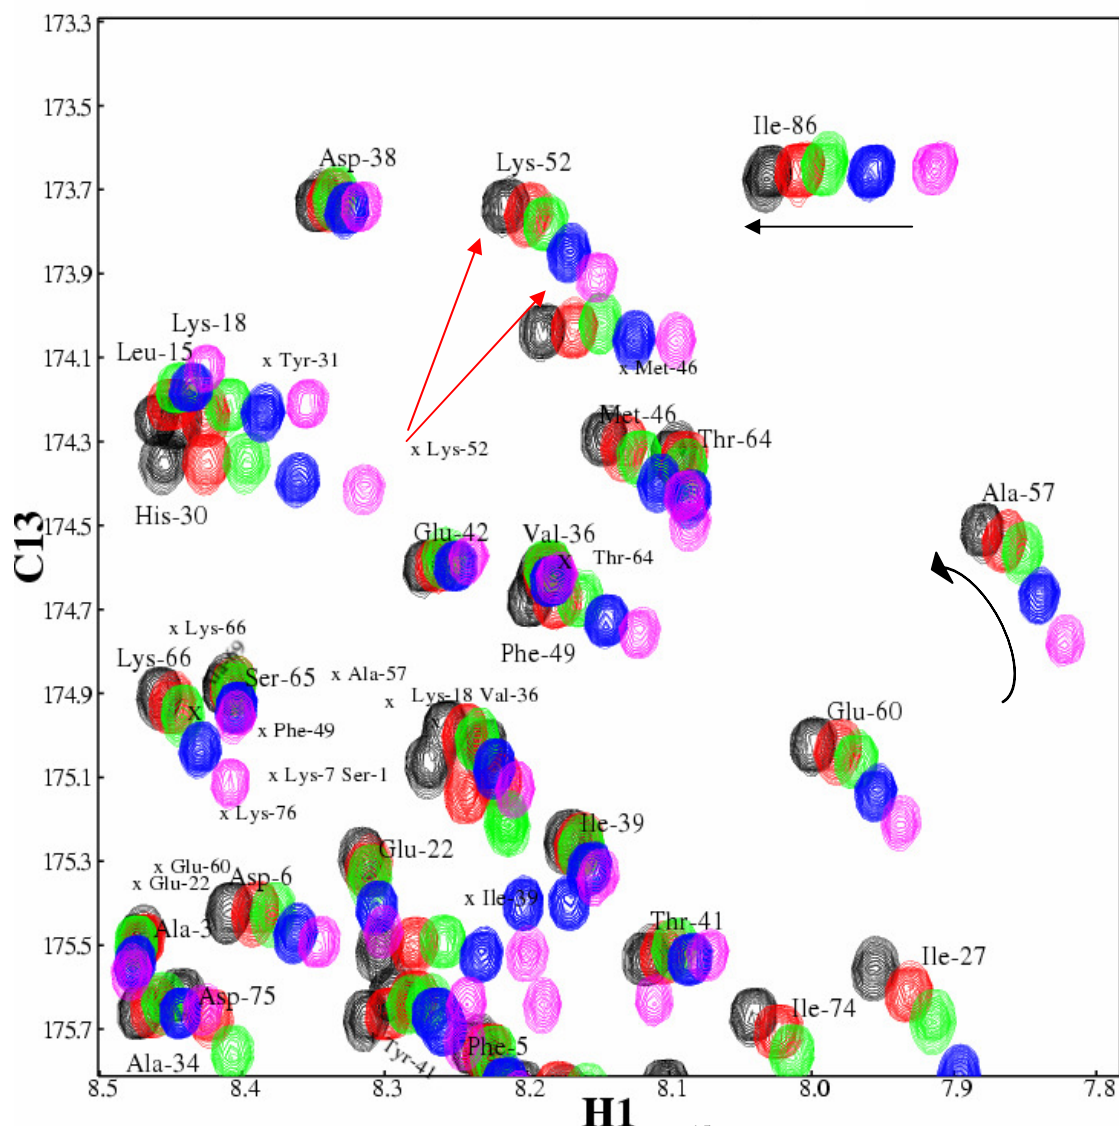 173.3
173.5
Ile-86
Asp-38
Lys-52
173.7
173.9
Lys-18
Leu-15
x Tyr-31
174.1
x Met-46
Met-46
174.3
x Lys-52
Thr-64
His-30
Ala-57
C13
174.5
Glu-42
Val-36
x
Thr-64
174.7
Phe-49
x Lys-66
Lys-66
Ser-65
x Ala-57
174.9
x
x
Lys-18 Val-36
x
Glu-60
x Phe-49
175.1
x Lys-7 Ser-1
x Lys-76
Ile-39
175.3
Glu-22
x Glu-60
x Glu-22
Asp-6
x Ile-39
Ala-3
Thr-41
175.5
Ile-27
Asp-75
Ile-74
175.7
x Tyr-41
Phe-5
Ala-34
8.5 8.4 8.3 8.2 8.1 8.0 7.9 7.8
H1